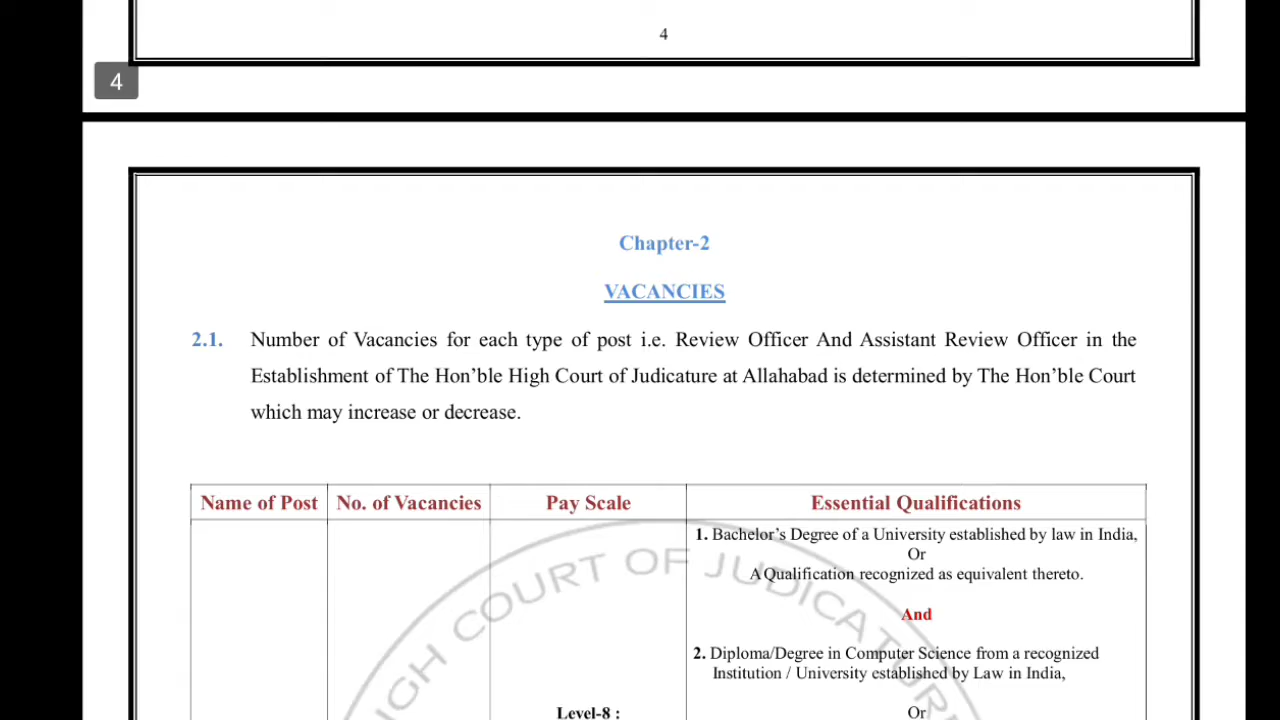 4
4
Chapter-2
VACANCIES
2.1. Number of Vacancies for each type of post i.e. Review Officer And Assistant Review Officer in the
Establishment of The Hon’ble High Court of Judicature at Allahabad is determined by The Hon’ble Court
which may increase or decrease.
Name of Post No. of Vacancies Pay Scale Essential Qualifications
1. Bachelor’s Degree of a University established by law in India,
Or
A Qualification recognized as equivalent thereto.
And
2. Diploma/Degree in Computer Science from a recognized
Institution / University established by Law in India,
Level-8 : Or
HIGH COURT OF JUDICATURE